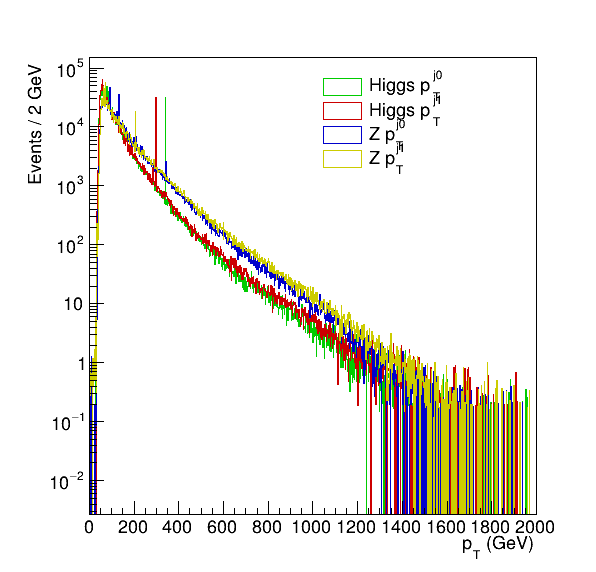 Events / 2 GeV
10^5
10^4
10^3
10^2
10
1
10^-1
10^-2
Higgs p_T^j0
Higgs p_T^j1
Z p_T^j0
Z p_T^j1
0 200 400 600 800 1000 1200 1400 1600 1800 2000
p_T (GeV)